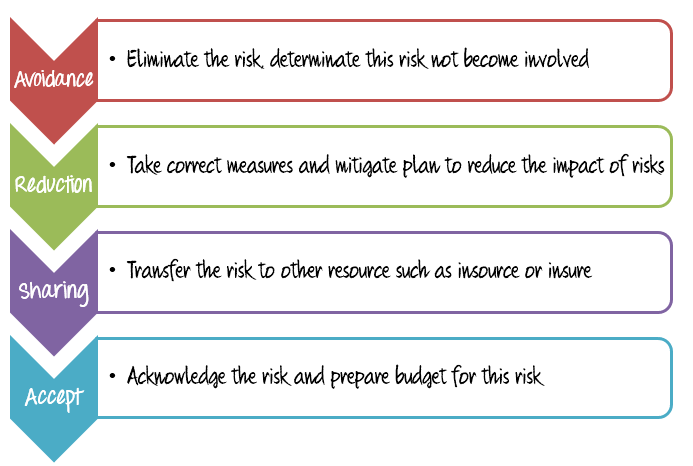 Avoidance
• Eliminate the risk, determinate this risk not become involved
Reduction
• Take correct measures and mitigate plan to reduce the impact of risks
Sharing
• Transfer the risk to other resource such as insource or insure
Accept
• Acknowledge the risk and prepare budget for this risk